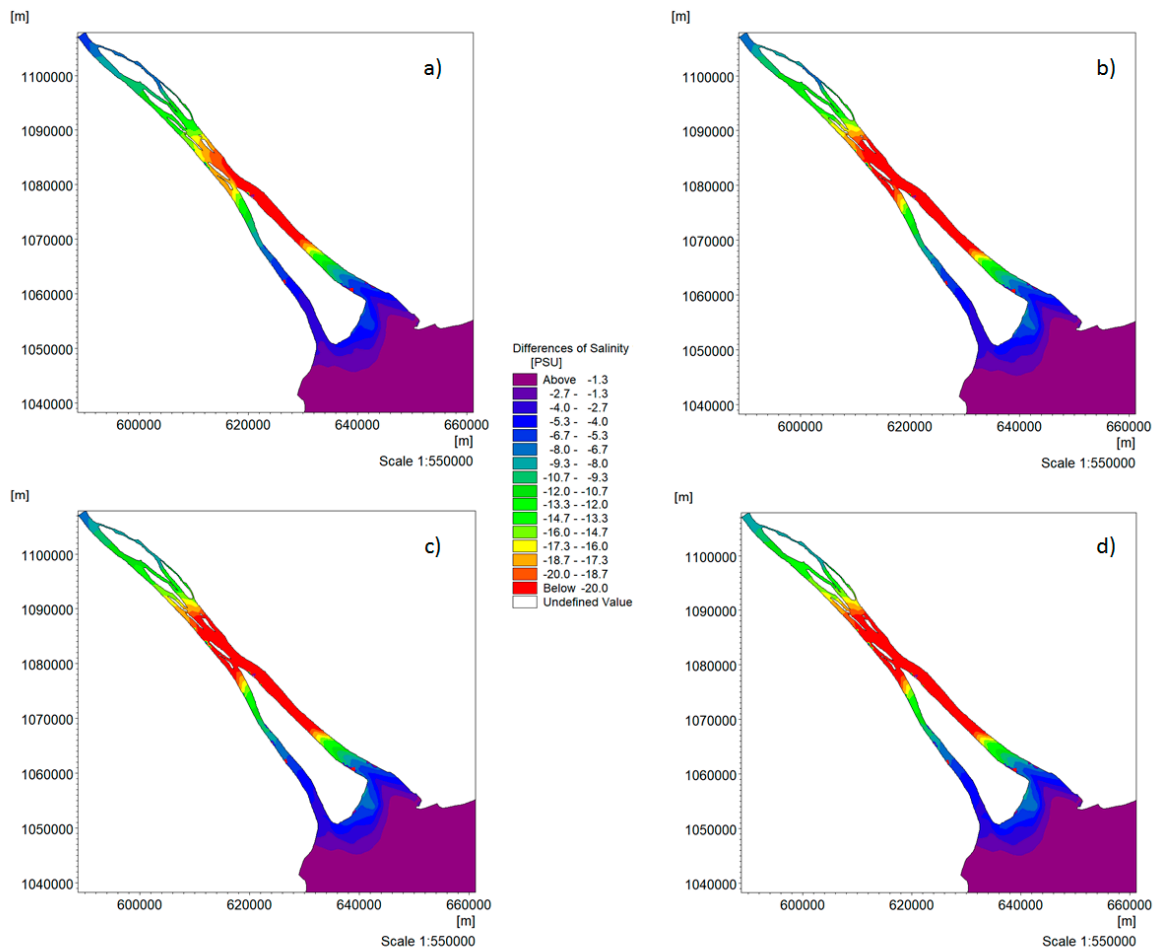 [m]
a)
1100000
1090000
1080000
1070000
1060000
1050000
1040000
600000 620000 640000 660000
[m]
Scale 1:550000
[m]
b)
1100000
1090000
1080000
1070000
1060000
1050000
1040000
600000 620000 640000 660000
[m]
Scale 1:550000
Differences of Salinity
[PSU]
Above -1.3
-2.7 - -1.3
-4.0 - -2.7
-5.3 - -4.0
-6.7 - -5.3
-8.0 - -6.7
-9.3 - -8.0
-10.7 - -9.3
-12.0 - -10.7
-13.3 - -12.0
-14.7 - -13.3
-16.0 - -14.7
-17.3 - -16.0
-18.7 - -17.3
-20.0 - -18.7
Below -20.0
Undefined Value
[m]
c)
1100000
1090000
1080000
1070000
1060000
1050000
1040000
600000 620000 640000 660000
[m]
Scale 1:550000
[m]
d)
1100000
1090000
1080000
1070000
1060000
1050000
1040000
600000 620000 640000 660000
[m]
Scale 1:550000